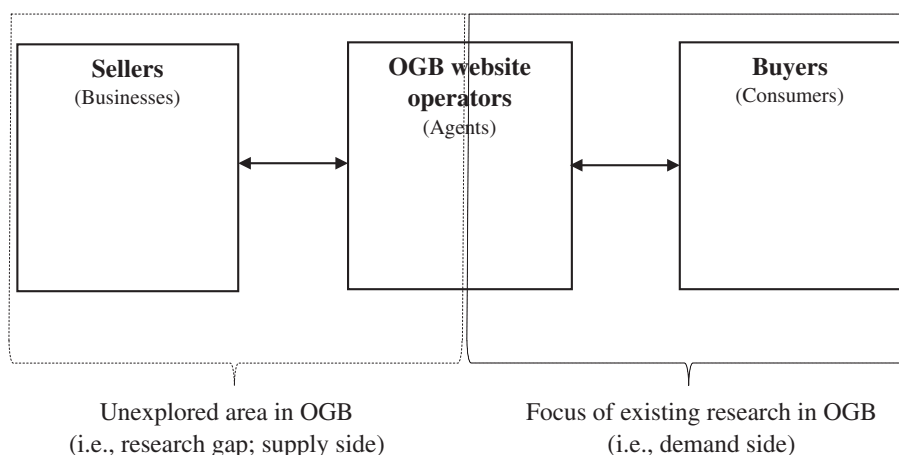 Sellers
(Businesses)
OGB website
operators
(Agents)
Buyers
(Consumers)
Unexplored area in OGB
(i.e., research gap; supply side)
Focus of existing research in OGB
(i.e., demand side)